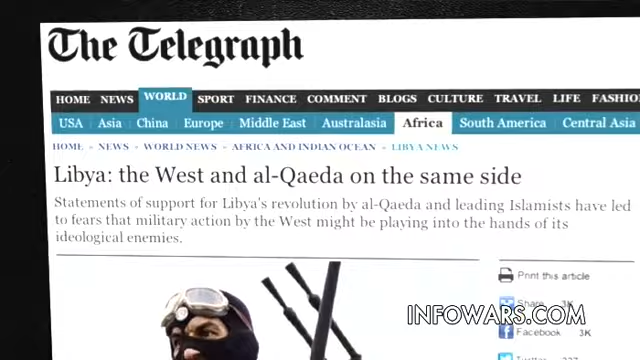 The Telegraph
HOME NEWS WORLD SPORT FINANCE COMMENT BLOGS CULTURE TRAVEL LIFE FASHIO
USA Asia China Europe Middle East Australasia Africa South America Central Asia
HOME » NEWS » WORLD NEWS » AFRICA AND INDIAN OCEAN » LIBYA NEWS
Libya: the West and al-Qaeda on the same side
Statements of support for Libya's revolution by al-Qaeda and leading Islamists have led
to fears that military action by the West might be playing into the hands of its
ideological enemies.
Print this article
Share 3K
INFOWARS.COM
Facebook 3K
Twitter